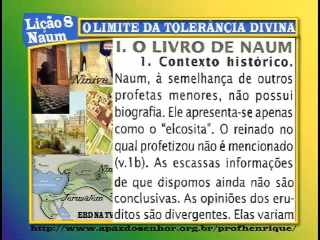 Lição 8
Naum
O LIMITE DA TOLERÂNCIA DIVINA
I. O LIVRO DE NAUM
1. Contexto histórico.
Naum, à semelhança de outros
profetas menores, não possui
biografia. Ele apresenta-se apenas
como o "elcosita". O reinado no
qual profetizou não é mencionado
(v.1b). As escassas informações
de que dispomos ainda não são
conclusivas. As opiniões dos eru-
ditos são divergentes. Elas variam
Nínive
Jerusalém
EBD NA TV
http://www.apazdosenhor.org.br/profhenrique/